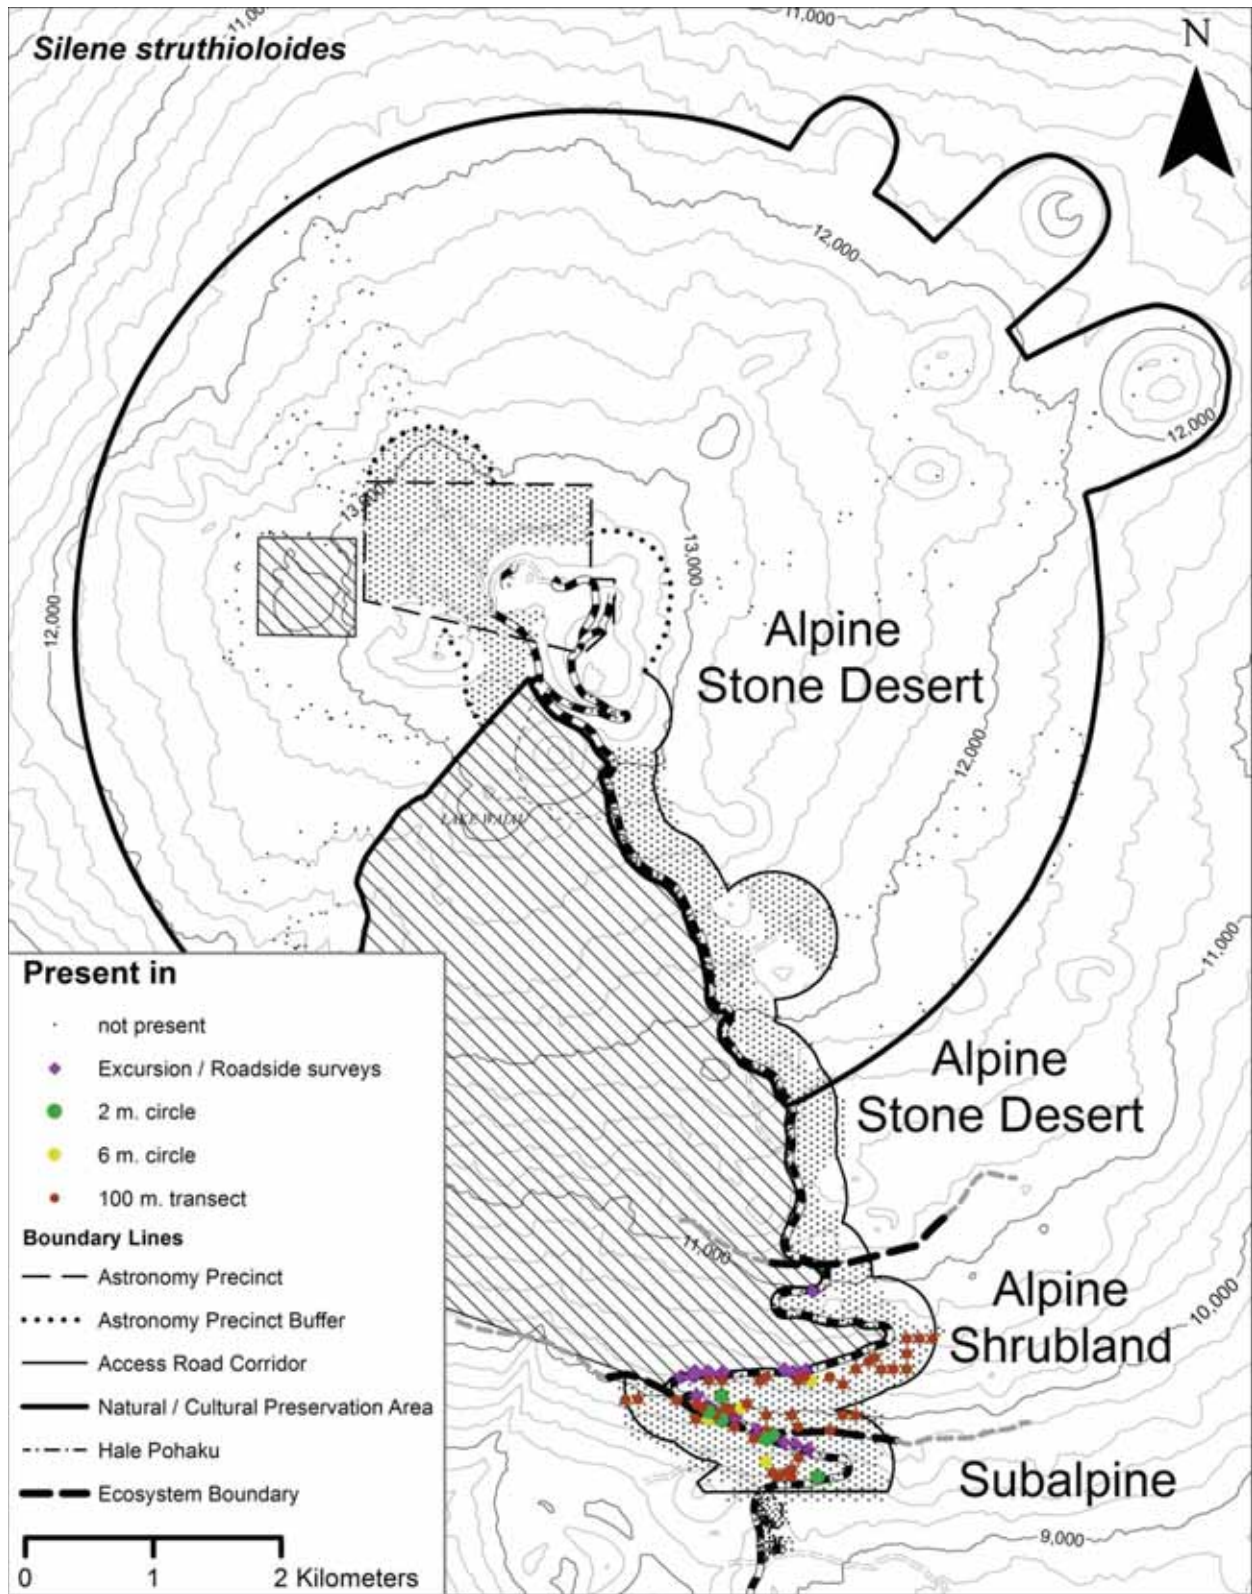 11,000
11,000
Silene struthioloides
N
12,000
12,000
13,000
13,000
12,000
Alpine
Stone Desert
12,000
LAKE WAIAU
11,000
Present in
not present
Excursion / Roadside surveys
2 m. circle
6 m. circle
100 m. transect
Boundary Lines
Astronomy Precinct
Astronomy Precinct Buffer
Access Road Corridor
Natural / Cultural Preservation Area
Hale Pohaku
Ecosystem Boundary
0 1 2 Kilometers
Alpine
Stone Desert
11,000
Alpine
Shrubland
10,000
Subalpine
9,000